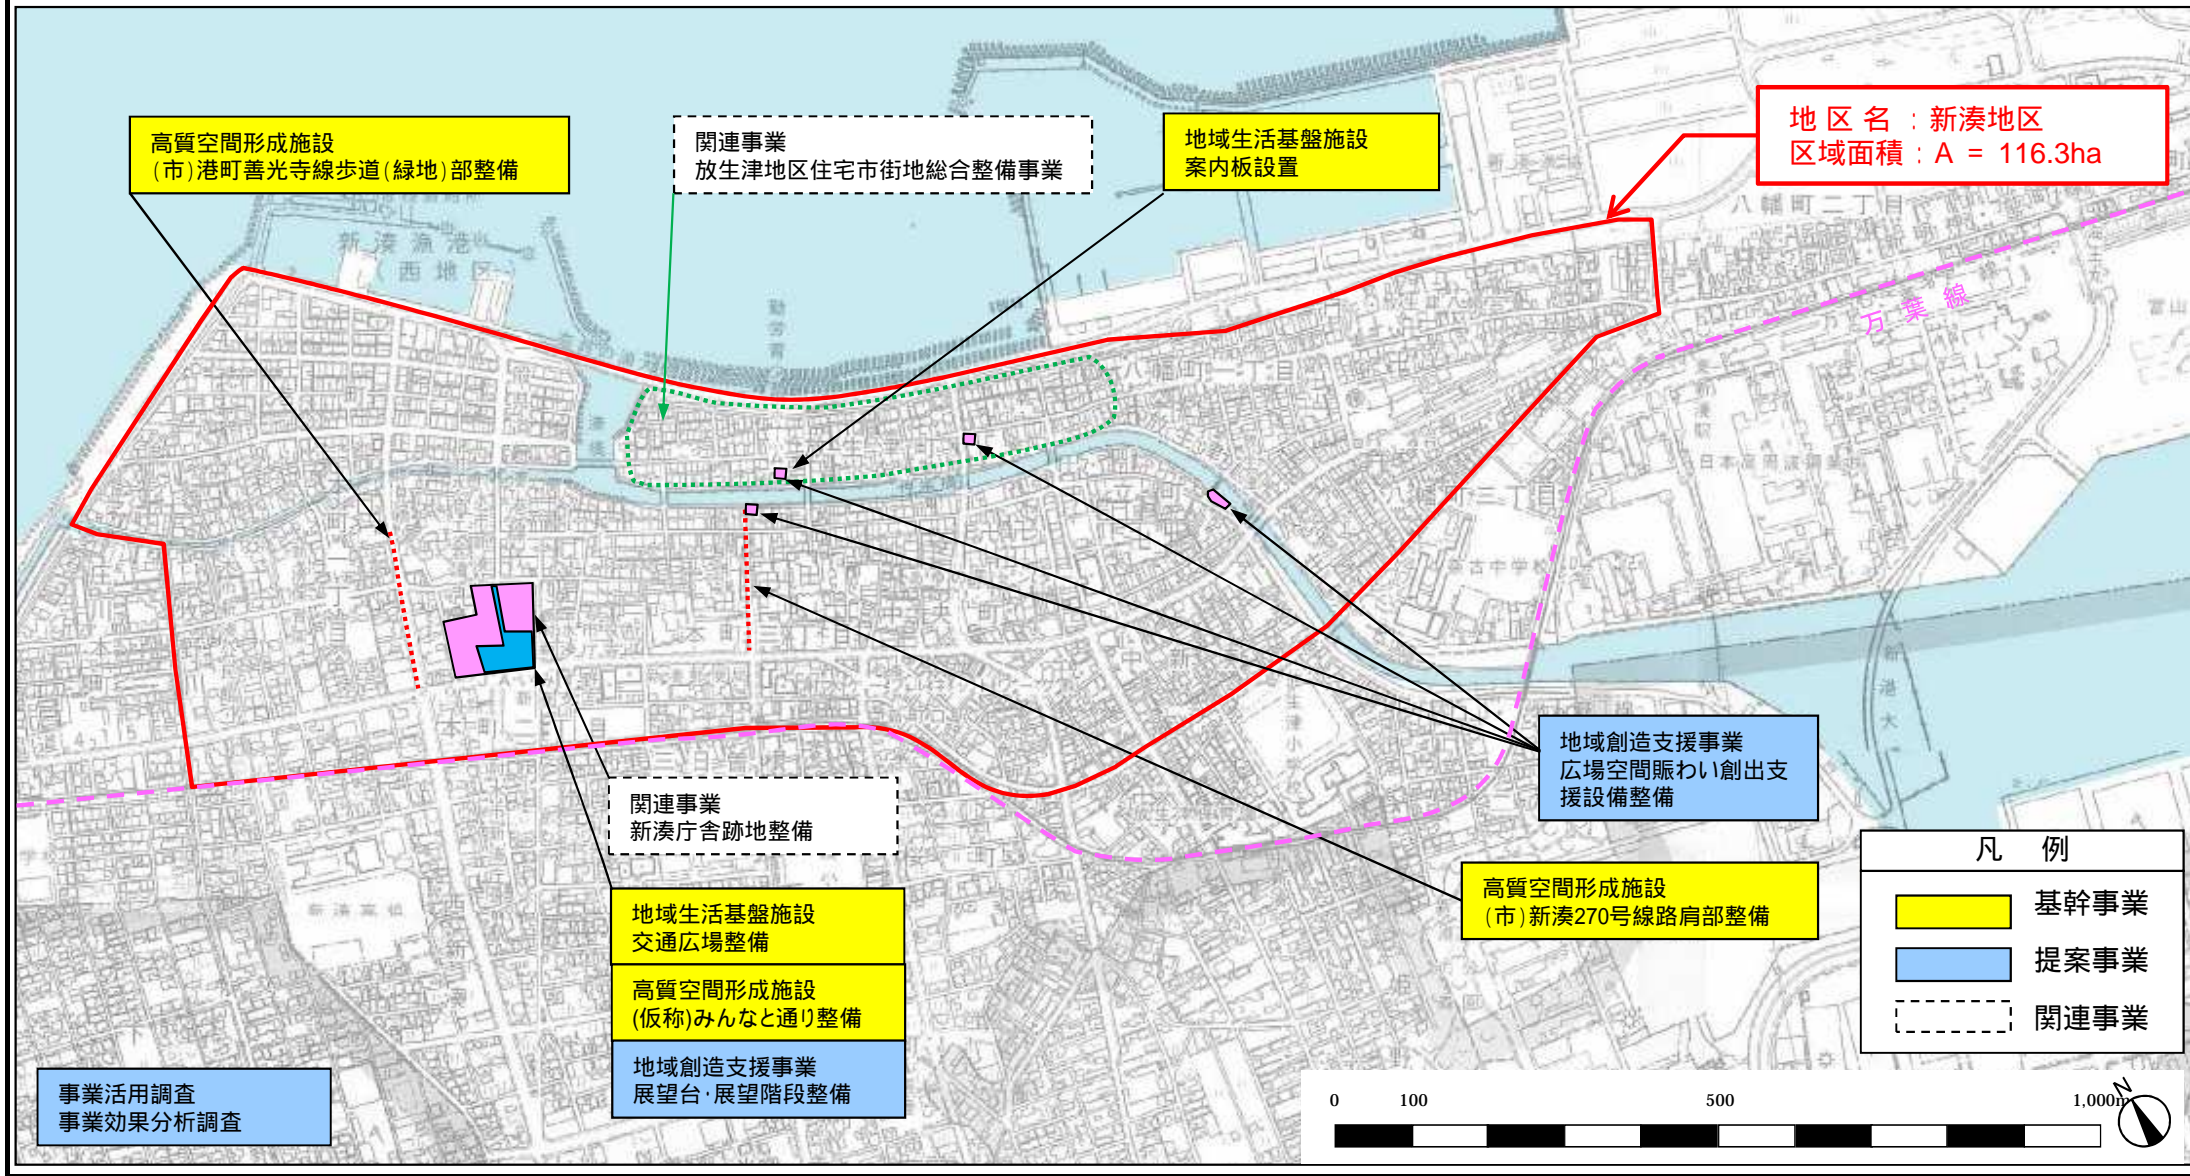 高質空間形成施設
(市)港町善光寺線歩道(緑地)部整備
関連事業
放生津地区住宅市街地総合整備事業
地域生活基盤施設
案内板設置
地 区 名 ： 新湊地区
区域面積 ： A ＝ 116.3ha
新湊漁港
(西地区)
八幡町二丁目
万葉線
富山
八幡町一丁目
関連事業
新湊庁舎跡地整備
地域創造支援事業
広場空間賑わい創出支
援設備整備
地域生活基盤施設
交通広場整備
高質空間形成施設
(仮称)みんなと通り整備
地域創造支援事業
展望台・展望階段整備
高質空間形成施設
(市)新湊270号線路肩部整備
事業活用調査
事業効果分析調査
凡 例
基幹事業
提案事業
関連事業
0 100 500 1,000m
N